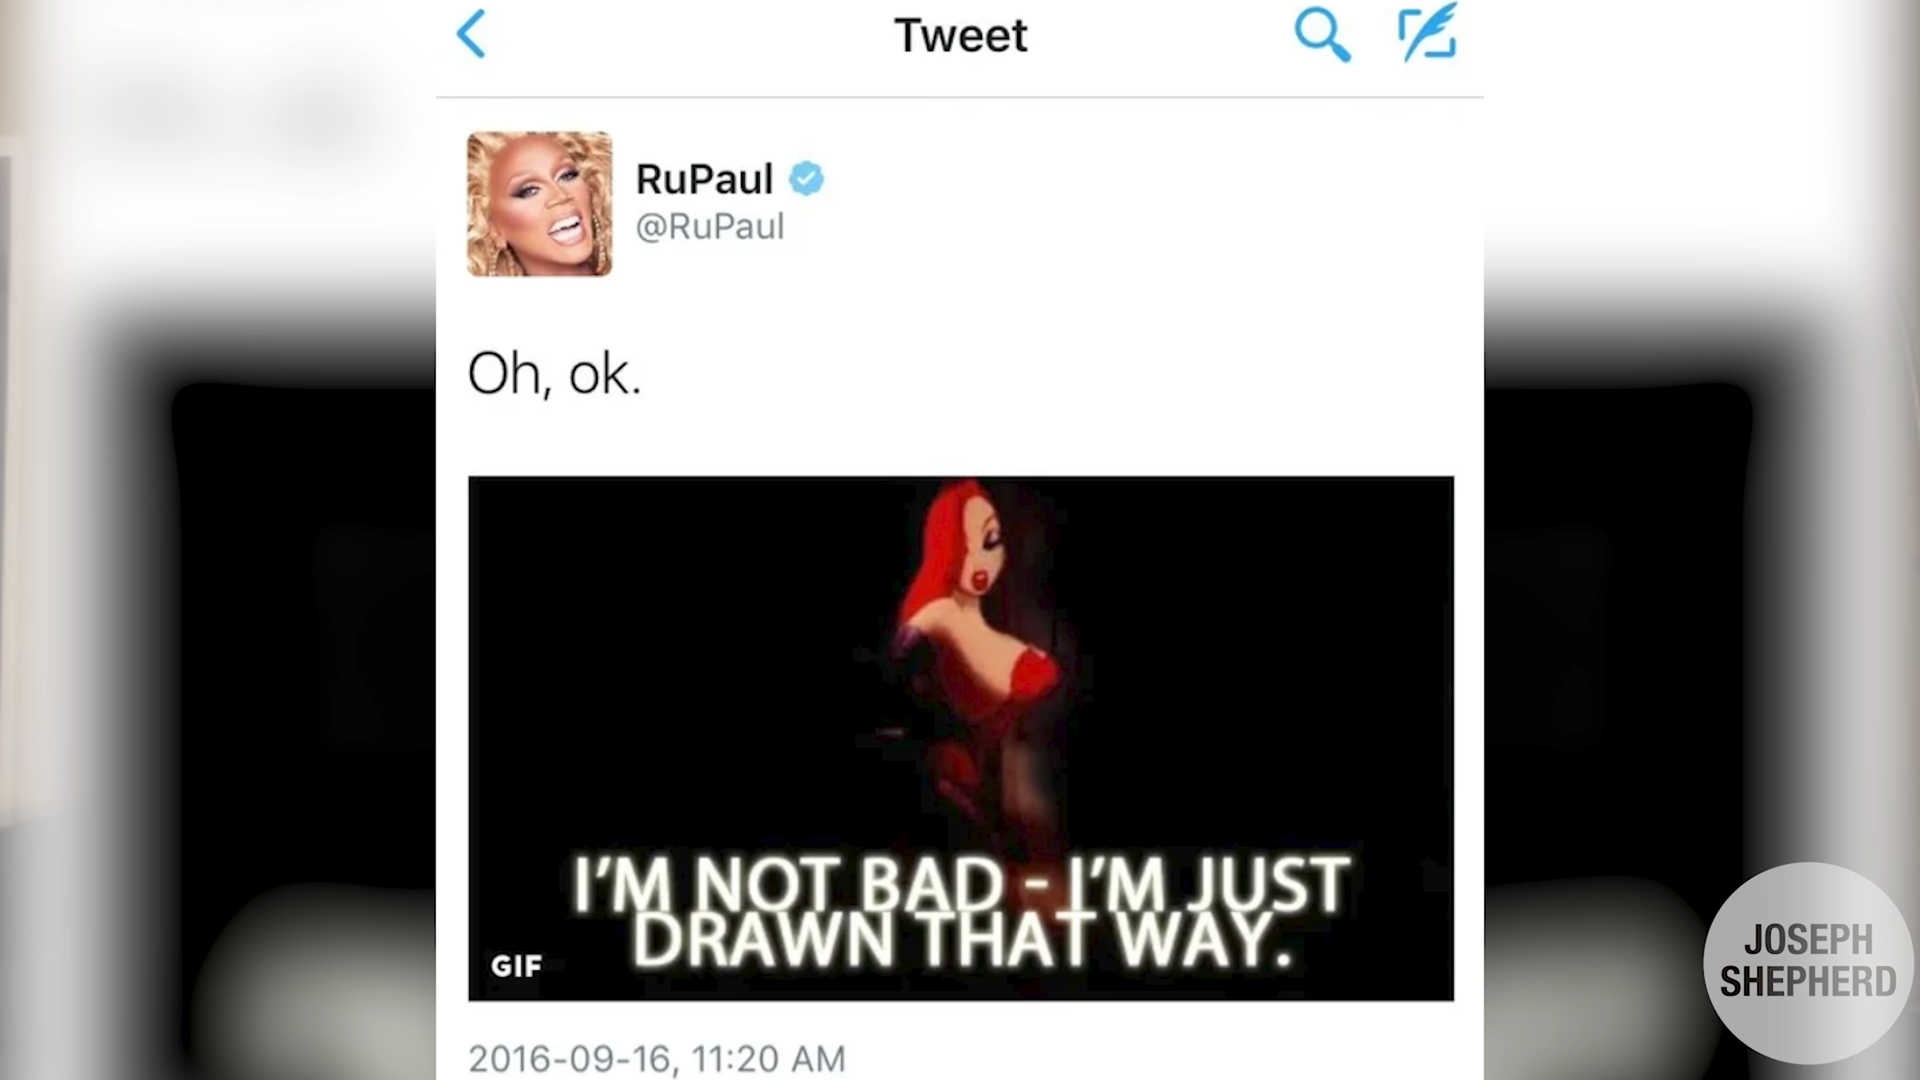 Tweet
RuPaul
@RuPaul
Oh, ok.
I'M NOT BAD - I'M JUST
DRAWN THAT WAY.
GIF
2016-09-16, 11:20 AM
JOSEPH
SHEPHERD